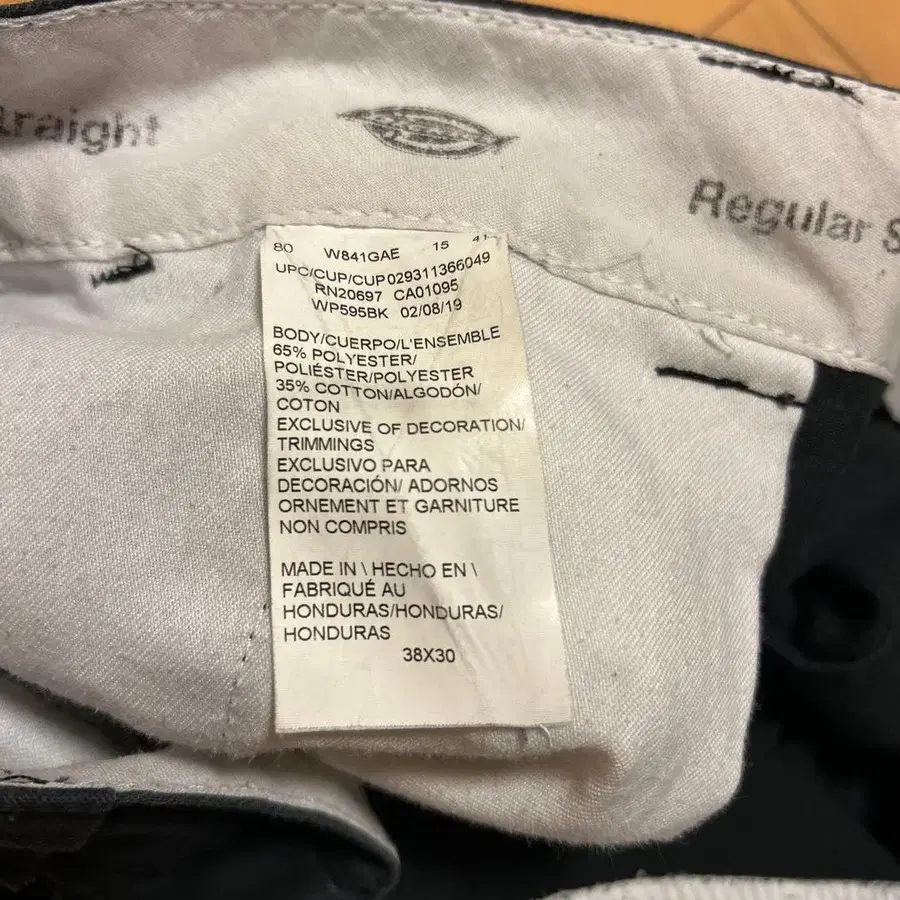 traight
Regular S
80 W841GAE 15 41
UPC/CUP/CUP029311366049
RN20697 CA01095
WP595BK 02/08/19
BODY/CUERPO/L'ENSEMBLE
65% POLYESTER/
POLIÉSTER/POLYESTER
35% COTTON/ALGODÓN/
COTON
EXCLUSIVE OF DECORATION/
TRIMMINGS
EXCLUSIVO PARA
DECORACIÓN/ ADORNOS
ORNEMENT ET GARNITURE
NON COMPRIS
MADE IN \ HECHO EN \
FABRIQUÉ AU
HONDURAS/HONDURAS/
HONDURAS
38X30